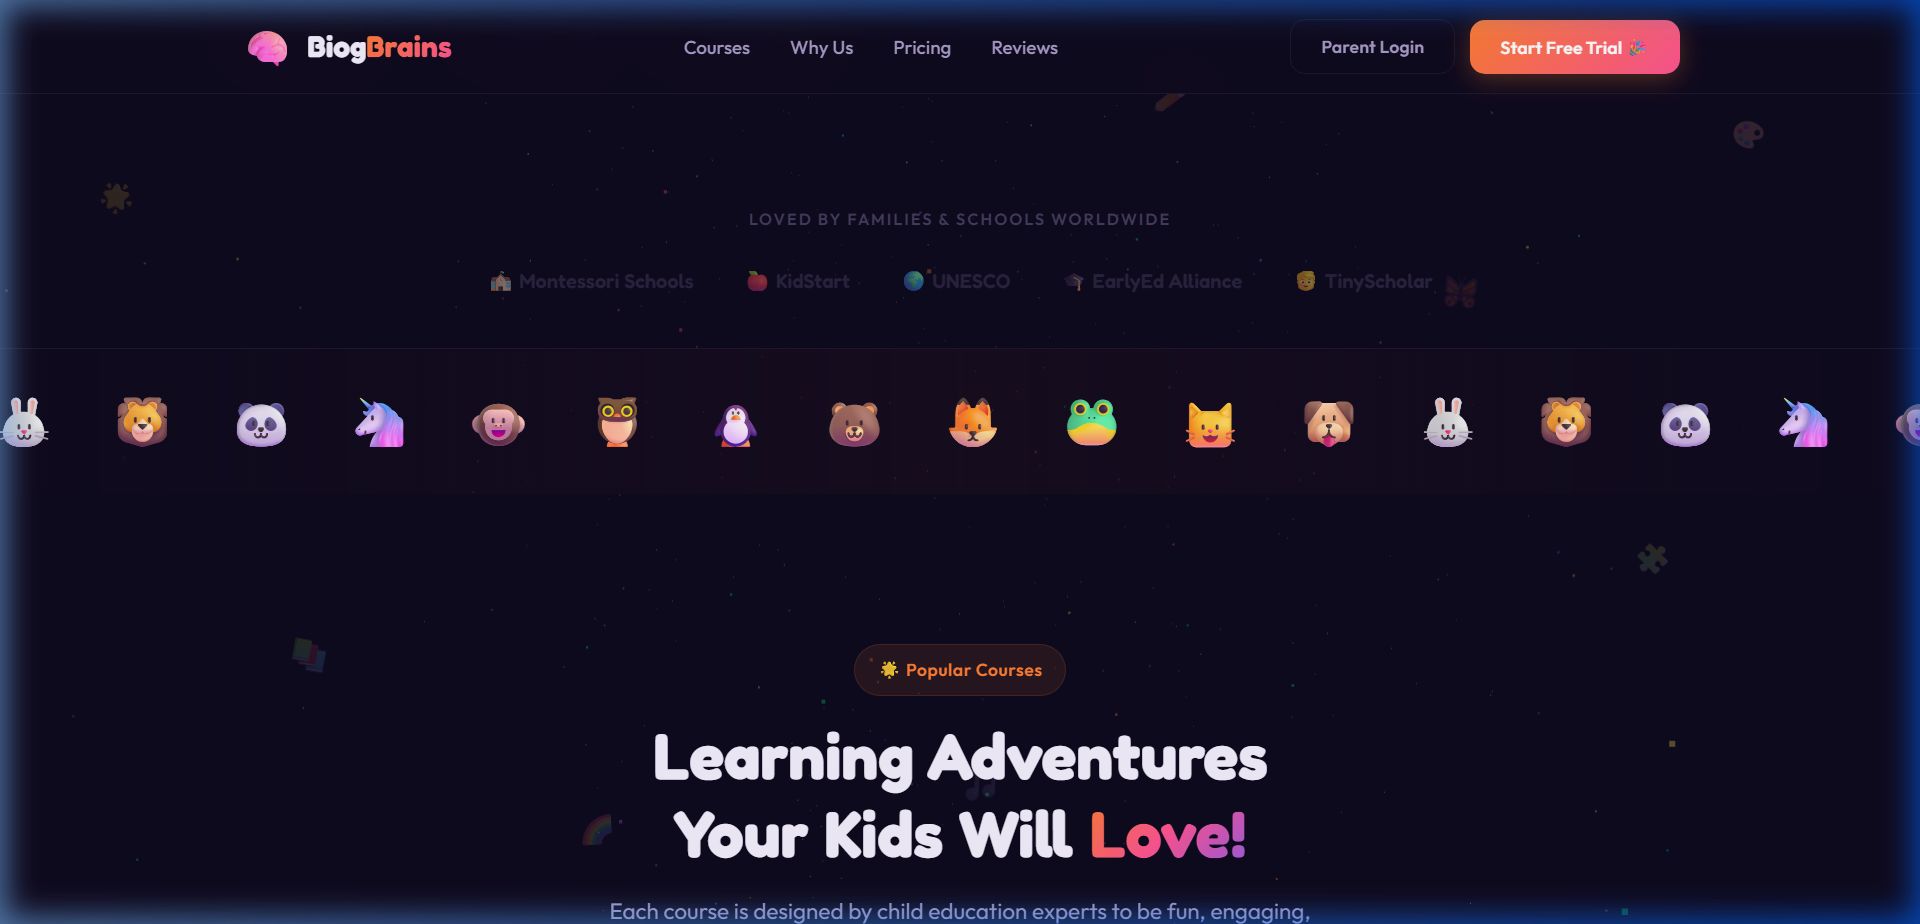 BiogBrains
Courses
Why Us
Pricing
Reviews
Parent Login
Start Free Trial 🎉
LOVED BY FAMILIES & SCHOOLS WORLDWIDE
Montessori Schools
KidStart
UNESCO
EarlyEd Alliance
TinyScholar
Popular Courses
Learning Adventures
Your Kids Will Love!
Each course is designed by child education experts to be fun, engaging,